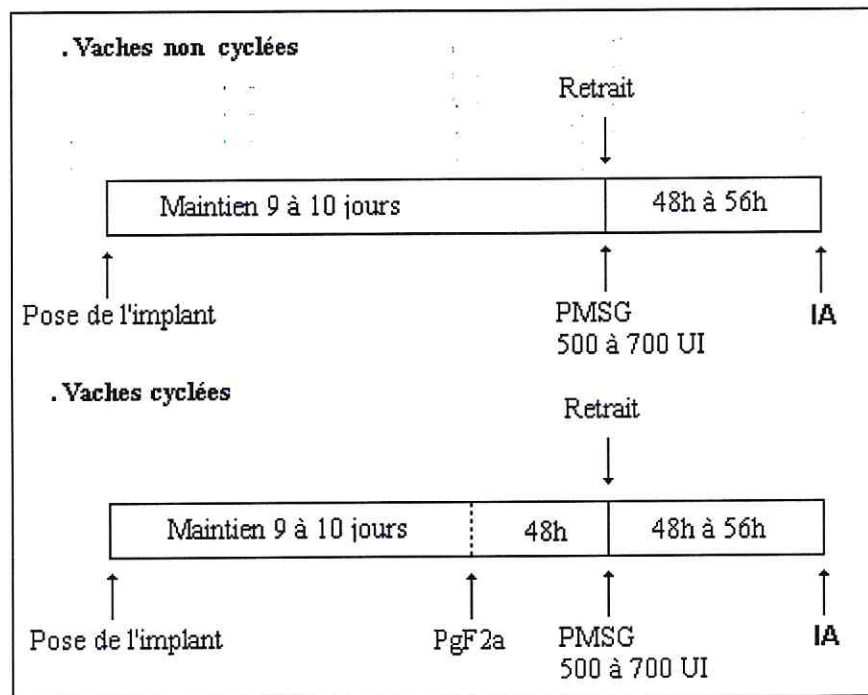 . Vaches non cyclées
Retrait
Maintien 9 à 10 jours
48h à 56h
Pose de l'implant
PMSG
500 à 700 UI
IA
. Vaches cyclées
Retrait
Maintien 9 à 10 jours
48h
48h à 56h
Pose de l'implant
PgF2a
PMSG
500 à 700 UI
IA